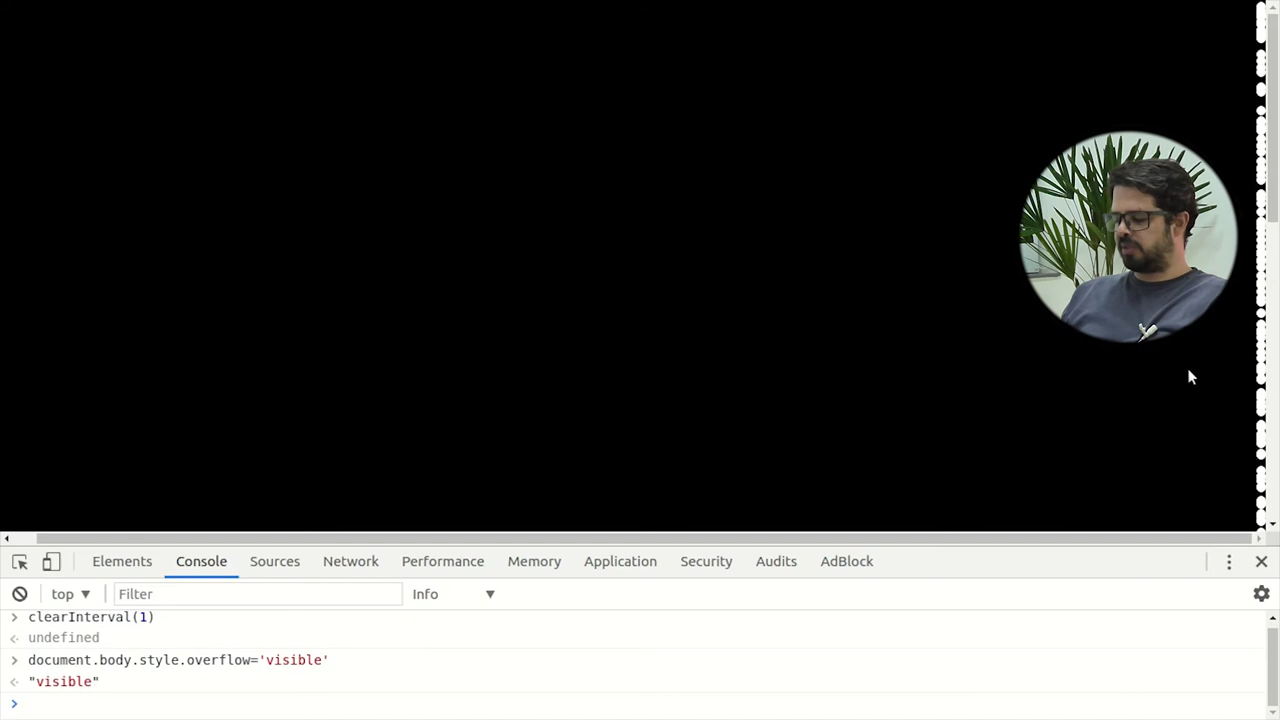 Elements Console Sources Network Performance Memory Application Security Audits AdBlock
top Filter Info
clearInterval(1)
undefined
document.body.style.overflow='visible'
"visible"